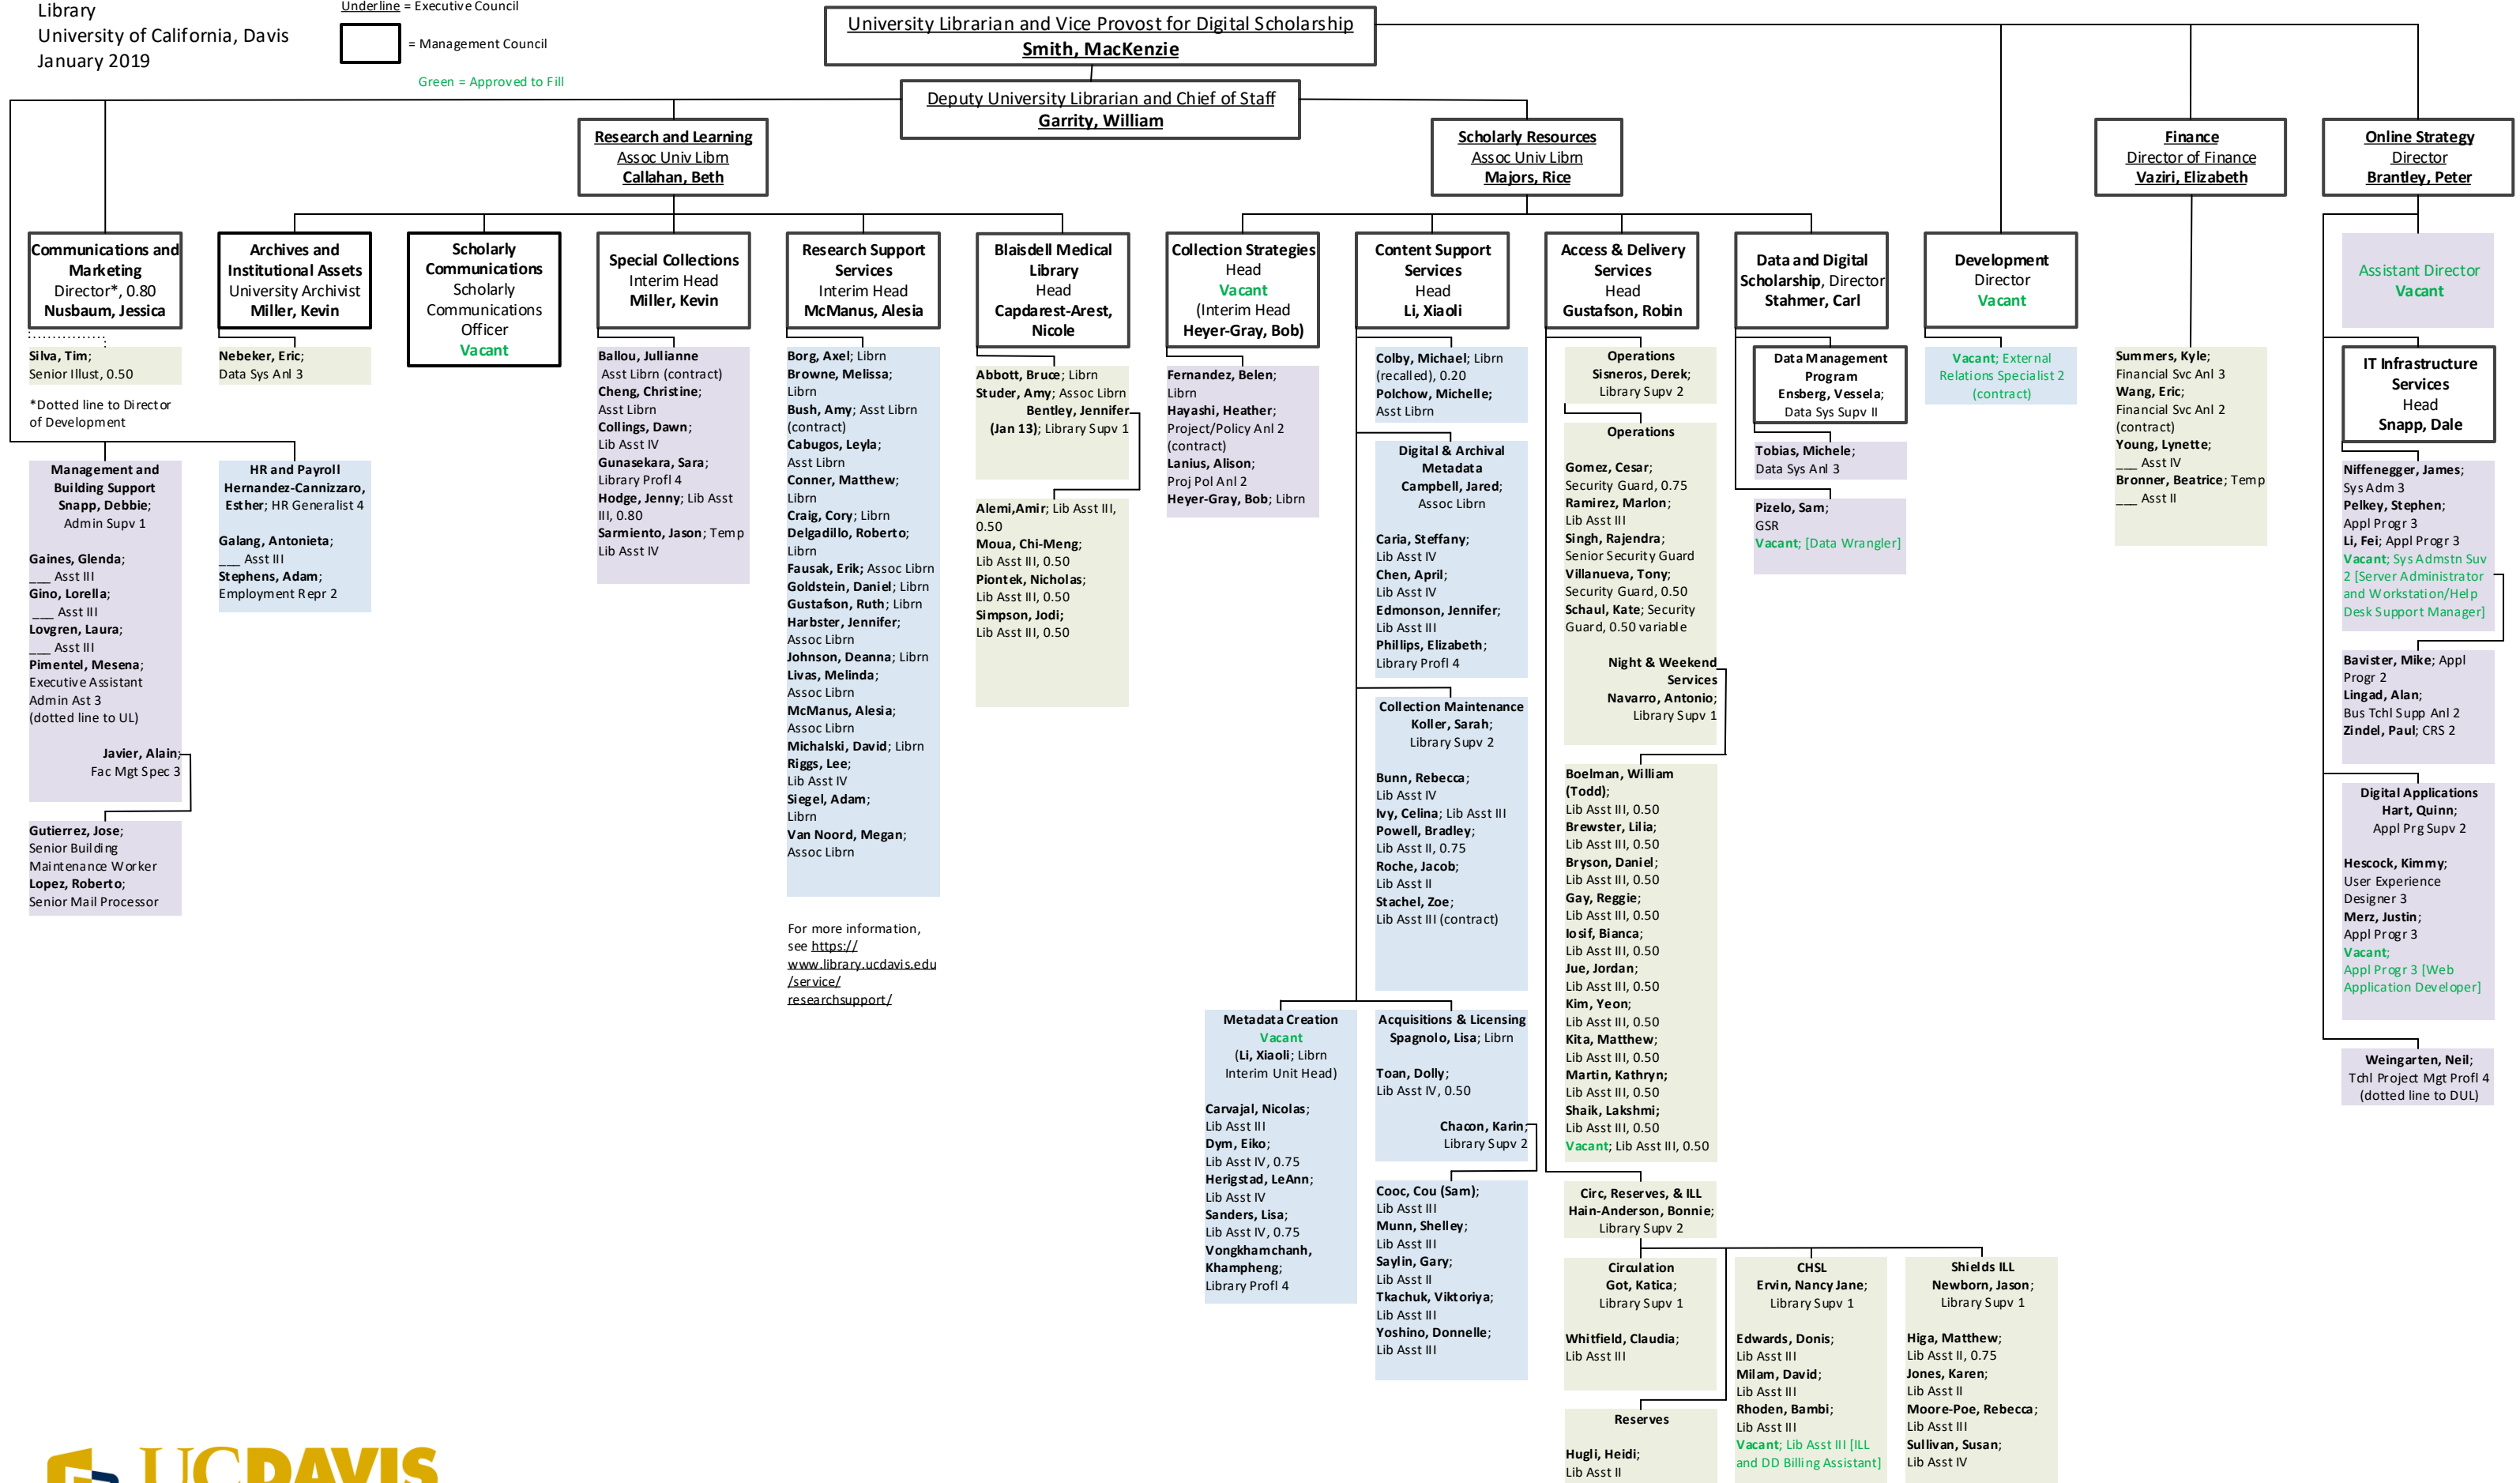 Library
University of California, Davis
January 2019
Underline = Executive Council
= Management Council
Green = Approved to Fill
University Librarian and Vice Provost for Digital Scholarship
Smith, MacKenzie
Deputy University Librarian and Chief of Staff
Garrity, William
Research and Learning
Assoc Univ Librn
Callahan, Beth
Scholarly Resources
Assoc Univ Librn
Majors, Rice
Finance
Director of Finance
Vaziri, Elizabeth
Online Strategy
Director
Brantley, Peter
Communications and
Marketing
Director*, 0.80
Nusbaum, Jessica
Silva, Tim;
Senior Illust, 0.50
*Dotted line to Director
of Development
Management and
Building Support
Snapp, Debbie;
Admin Supv 1
Gaines, Glenda;
___ Asst III
Gino, Lorella;
___ Asst III
Lovgren, Laura;
___ Asst III
Pimentel, Mesena;
Executive Assistant
Admin Ast 3
(dotted line to UL)
Javier, Alain;
Fac Mgt Spec 3
Gutierrez, Jose;
Senior Building
Maintenance Worker
Lopez, Roberto;
Senior Mail Processor
Archives and
Institutional Assets
University Archivist
Miller, Kevin
Nebeker, Eric;
Data Sys Anl 3
HR and Payroll
Hernandez-Cannizzaro,
Esther; HR Generalist 4
Galang, Antonieta;
___ Asst III
Stephens, Adam;
Employment Repr 2
Scholarly
Communications
Scholarly
Communications
Officer
Vacant
Special Collections
Interim Head
Miller, Kevin
Ballou, Jullianne
Asst Librn (contract)
Cheng, Christine;
Asst Librn
Collings, Dawn;
Lib Asst IV
Gunasekara, Sara;
Library Profl 4
Hodge, Jenny; Lib Asst
III, 0.80
Sarmiento, Jason; Temp
Lib Asst IV
Research Support
Services
Interim Head
McManus, Alesia
Borg, Axel; Librn
Browne, Melissa;
Librn
Bush, Amy; Asst Librn
(contract)
Cabugos, Leyla;
Asst Librn
Conner, Matthew;
Librn
Craig, Cory; Librn
Delgadillo, Roberto;
Librn
Fausak, Erik; Assoc Librn
Goldstein, Daniel; Librn
Gustafson, Ruth; Librn
Harbster, Jennifer;
Assoc Librn
Johnson, Deanna; Librn
Livas, Melinda;
Assoc Librn
McManus, Alesia;
Assoc Librn
Michalski, David; Librn
Riggs, Lee;
Lib Asst IV
Siegel, Adam;
Librn
Van Noord, Megan;
Assoc Librn
For more information,
see https://
www.library.ucdavis.edu
/service/
researchsupport/
Blaisdell Medical
Library
Head
Capdarest-Arest,
Nicole
Abbott, Bruce; Librn
Studer, Amy; Assoc Librn
Bentley, Jennifer
(Jan 13); Library Supv 1
Alemi,Amir; Lib Asst III,
0.50
Moua, Chi-Meng;
Lib Asst III, 0.50
Piontek, Nicholas;
Lib Asst III, 0.50
Simpson, Jodi;
Lib Asst III, 0.50
Collection Strategies
Head
Vacant
(Interim Head
Heyer-Gray, Bob)
Fernandez, Belen;
Librn
Hayashi, Heather;
Project/Policy Anl 2
(contract)
Lanius, Alison;
Proj Pol Anl 2
Heyer-Gray, Bob; Librn
Content Support
Services
Head
Li, Xiaoli
Colby, Michael; Librn
(recalled), 0.20
Polchow, Michelle;
Asst Librn
Digital & Archival
Metadata
Campbell, Jared;
Assoc Librn
Caria, Steffany;
Lib Asst IV
Chen, April;
Lib Asst IV
Edmonson, Jennifer;
Lib Asst III
Phillips, Elizabeth;
Library Profl 4
Collection Maintenance
Koller, Sarah;
Library Supv 2
Bunn, Rebecca;
Lib Asst IV
Ivy, Celina; Lib Asst III
Powell, Bradley;
Lib Asst II, 0.75
Roche, Jacob;
Lib Asst II
Stachel, Zoe;
Lib Asst III (contract)
Metadata Creation
Vacant
(Li, Xiaoli; Librn
Interim Unit Head)
Carvajal, Nicolas;
Lib Asst III
Dym, Eiko;
Lib Asst IV, 0.75
Herigstad, LeAnn;
Lib Asst IV
Sanders, Lisa;
Lib Asst IV, 0.75
Vongkhamchanh,
Khampheng;
Library Profl 4
Acquisitions & Licensing
Spagnolo, Lisa; Librn
Toan, Dolly;
Lib Asst IV, 0.50
Chacon, Karin;
Library Supv 2
Cooc, Cou (Sam);
Lib Asst III
Munn, Shelley;
Lib Asst III
Saylin, Gary;
Lib Asst II
Tkachuk, Viktoriya;
Lib Asst III
Yoshino, Donnelle;
Lib Asst III
Access & Delivery
Services
Head
Gustafson, Robin
Operations
Sisneros, Derek;
Library Supv 2
Operations
Gomez, Cesar;
Security Guard, 0.75
Ramirez, Marlon;
Lib Asst III
Singh, Rajendra;
Senior Security Guard
Villanueva, Tony;
Security Guard, 0.50
Schaul, Kate; Security
Guard, 0.50 variable
Night & Weekend
Services
Navarro, Antonio;
Library Supv 1
Boelman, William
(Todd);
Lib Asst III, 0.50
Brewster, Lilia;
Lib Asst III, 0.50
Bryson, Daniel;
Lib Asst III, 0.50
Gay, Reggie;
Lib Asst III, 0.50
Iosif, Bianca;
Lib Asst III, 0.50
Jue, Jordan;
Lib Asst III, 0.50
Kim, Yeon;
Lib Asst III, 0.50
Kita, Matthew;
Lib Asst III, 0.50
Martin, Kathryn;
Lib Asst III, 0.50
Shaik, Lakshmi;
Lib Asst III, 0.50
Vacant; Lib Asst III, 0.50
Circ, Reserves, & ILL
Hain-Anderson, Bonnie;
Library Supv 2
Circulation
Got, Katica;
Library Supv 1
Whitfield, Claudia;
Lib Asst III
Reserves
Hugli, Heidi;
Lib Asst II
CHSL
Ervin, Nancy Jane;
Library Supv 1
Edwards, Donis;
Lib Asst III
Milam, David;
Lib Asst III
Rhoden, Bambi;
Lib Asst III
Vacant; Lib Asst III [ILL
and DD Billing Assistant]
Shields ILL
Newborn, Jason;
Library Supv 1
Higa, Matthew;
Lib Asst II, 0.75
Jones, Karen;
Lib Asst II
Moore-Poe, Rebecca;
Lib Asst III
Sullivan, Susan;
Lib Asst IV
Data and Digital
Scholarship, Director
Stahmer, Carl
Data Management
Program
Ensberg, Vessela;
Data Sys Supv II
Tobias, Michele;
Data Sys Anl 3
Pizelo, Sam;
GSR
Vacant; [Data Wrangler]
Development
Director
Vacant
Vacant; External
Relations Specialist 2
(contract)
Summers, Kyle;
Financial Svc Anl 3
Wang, Eric;
Financial Svc Anl 2
(contract)
Young, Lynette;
___ Asst IV
Bronner, Beatrice; Temp
___ Asst II
Assistant Director
Vacant
IT Infrastructure
Services
Head
Snapp, Dale
Niffenegger, James;
Sys Adm 3
Pelkey, Stephen;
Appl Progr 3
Li, Fei; Appl Progr 3
Vacant; Sys Admstn Suv
2 [Server Administrator
and Workstation/Help
Desk Support Manager]
Bavister, Mike; Appl
Progr 2
Lingad, Alan;
Bus Tchl Supp Anl 2
Zindel, Paul; CRS 2
Digital Applications
Hart, Quinn;
Appl Prg Supv 2
Hescock, Kimmy;
User Experience
Designer 3
Merz, Justin;
Appl Progr 3
Vacant;
Appl Progr 3 [Web
Application Developer]
Weingarten, Neil;
Tchl Project Mgt Profl 4
(dotted line to DUL)
UCDAVIS